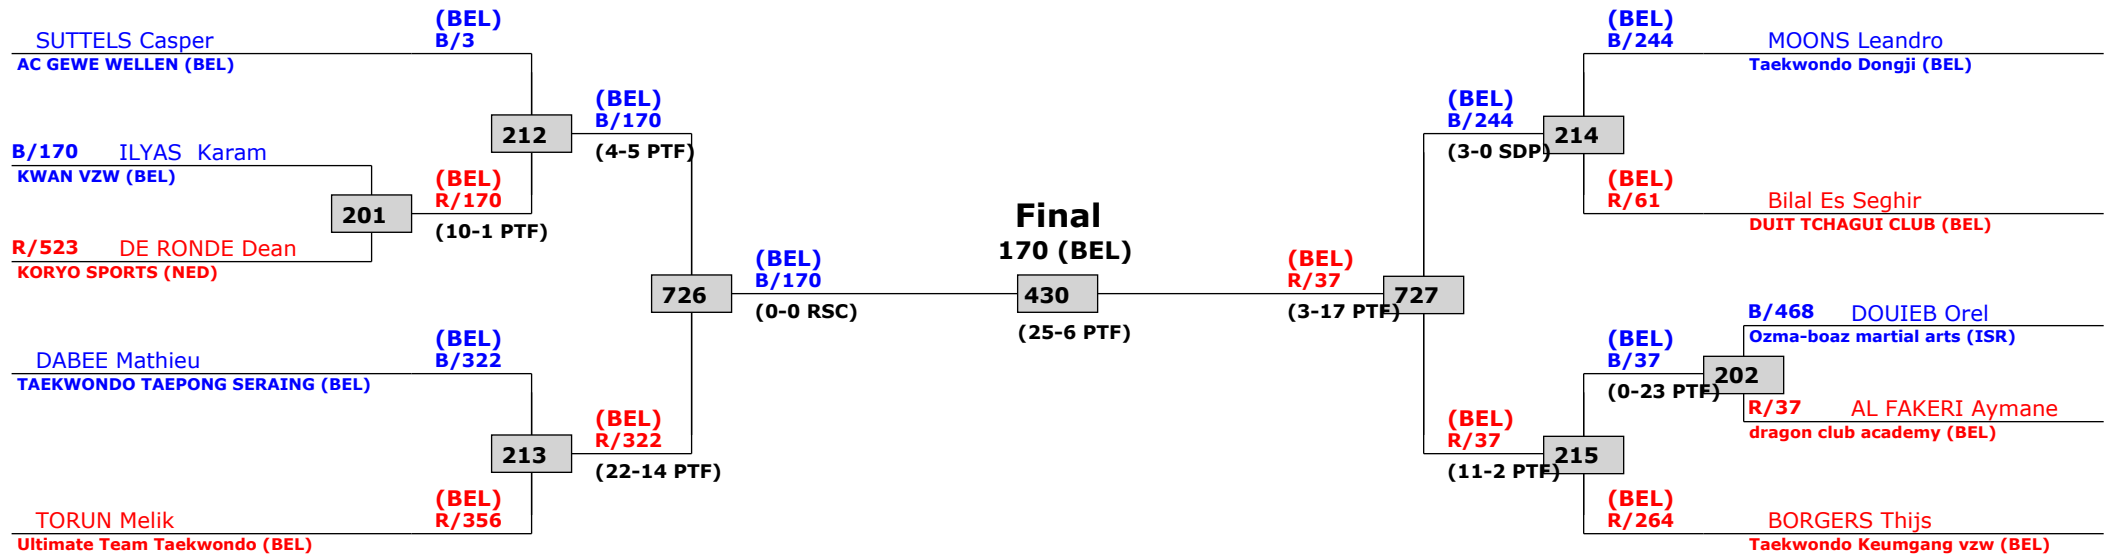 (BEL)
B/3
SUTTELS Casper
AC GEWE WELLEN (BEL)
(BEL)
B/170
212
(4-5 PTF)
B/170 ILYAS  Karam
KWAN VZW (BEL)
(BEL)
R/170
201
(10-1 PTF)
R/523 DE RONDE Dean
KORYO SPORTS (NED)
(BEL)
B/170
726
(0-0 RSC)
(BEL)
B/322
DABEE Mathieu
TAEKWONDO TAEPONG SERAING (BEL)
(BEL)
R/322
213
(22-14 PTF)
(BEL)
R/356
TORUN Melik
Ultimate Team Taekwondo (BEL)
Final
170 (BEL)
430
(25-6 PTF)
(BEL)
B/244
MOONS Leandro
Taekwondo Dongji (BEL)
(BEL)
B/244
214
(3-0 SDP)
(BEL)
R/61
Bilal Es Seghir
DUIT TCHAGUI CLUB (BEL)
(BEL)
R/37
727
(3-17 PTF)
B/468 DOUIEB Orel
Ozma-boaz martial arts (ISR)
(BEL)
B/37
202
(0-23 PTF)
R/37 AL FAKERI Aymane
dragon club academy (BEL)
(BEL)
R/37
215
(11-2 PTF)
(BEL)
R/264
BORGERS Thijs
Taekwondo Keumgang vzw (BEL)